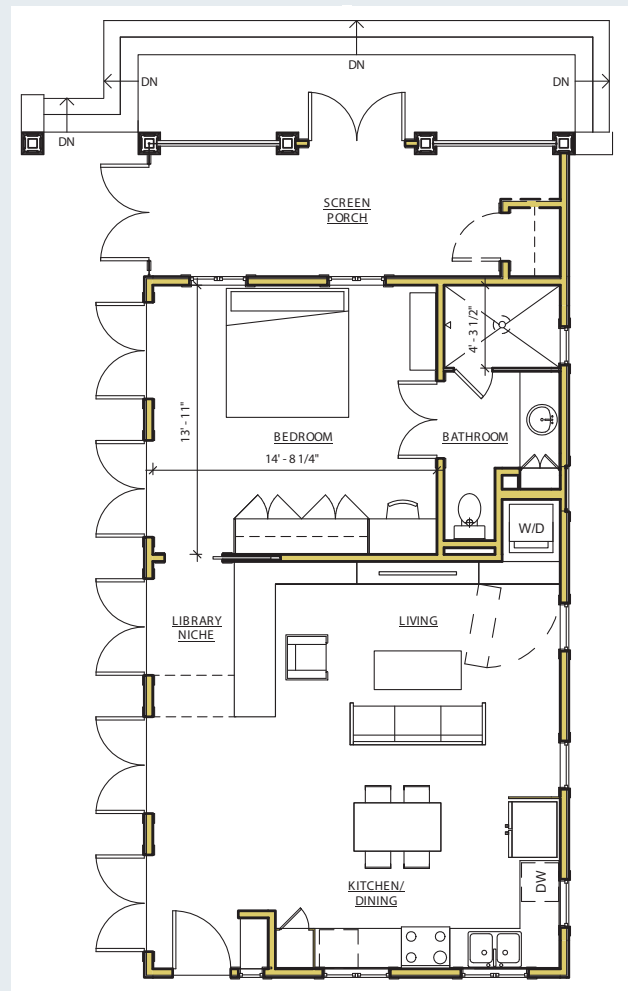 DN
DN
DN
DN
SCREEN
PORCH
4' - 3 1/2"
13' - 11"
BEDROOM
BATHROOM
14' - 8 1/4"
W/D
LIBRARY
NICHE
LIVING
KITCHEN/
DINING
DW